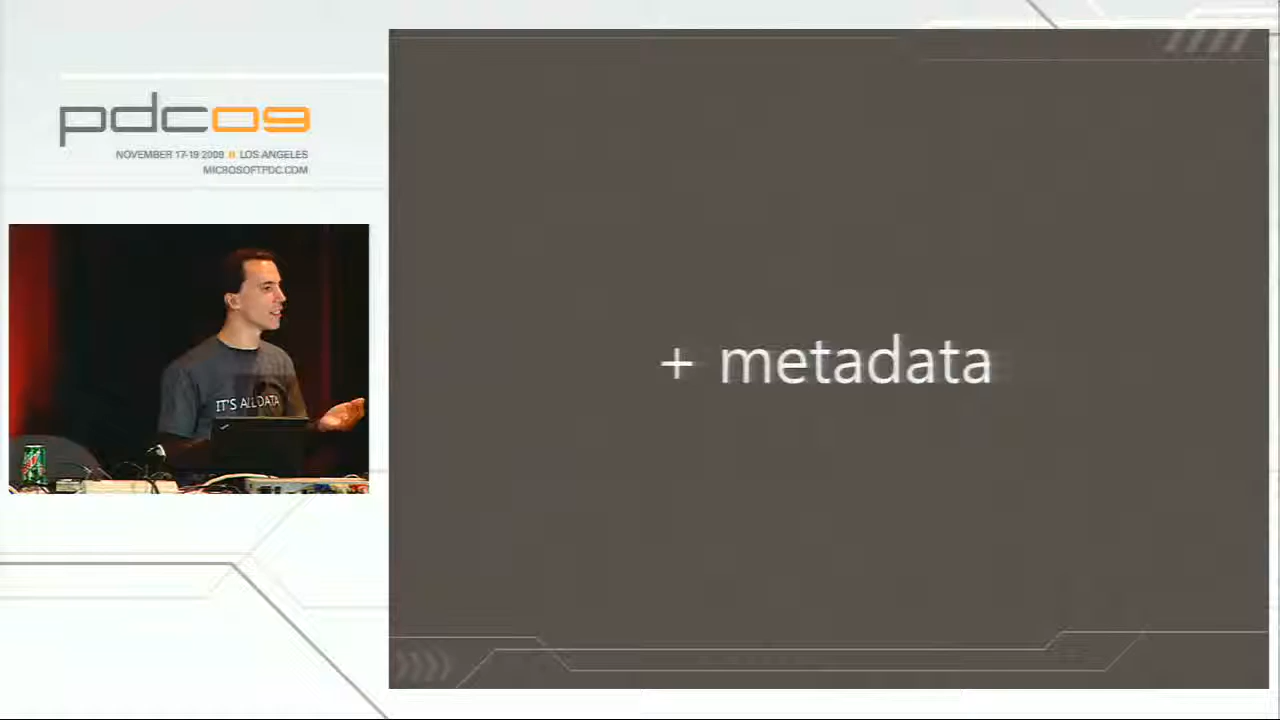 pdc09
NOVEMBER 17-19 2009 LOS ANGELES
MICROSOFTPDC.COM
IT'S ALL DATA
+ metadata